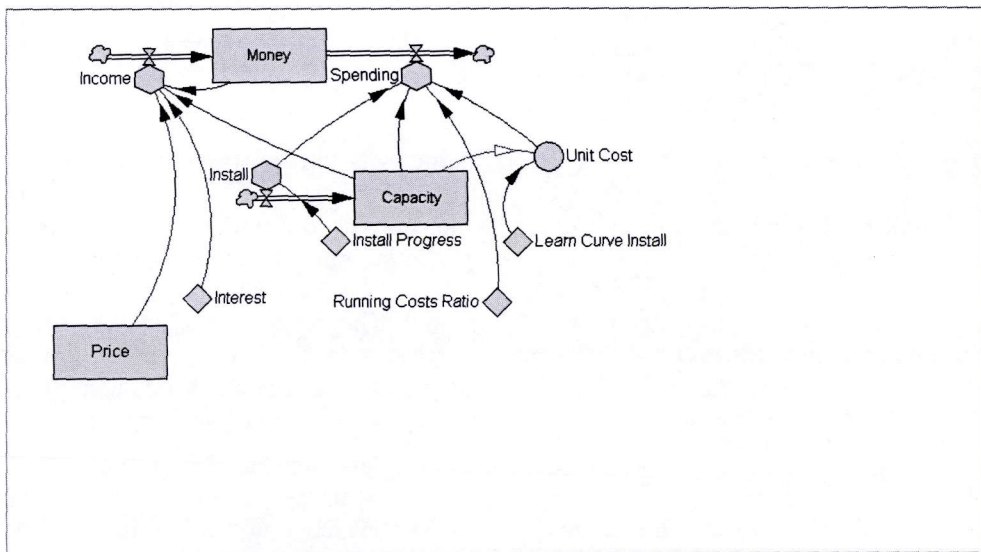 Money
Income
Spending
Unit Cost
Install
Capacity
Install Progress
Learn Curve Install
Interest
Running Costs Ratio
Price